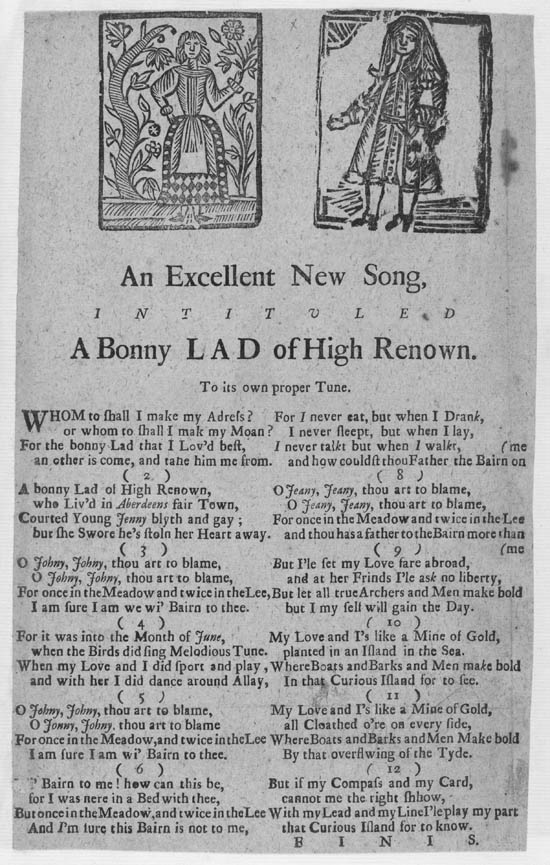 An Excellent New Song,
INTITULED
A Bonny LAD of High Renown.
To its own proper Tune.
WHOM to ſhall I make my Adreſs?
or whom to ſhall I mak my Moan?
For the bonny Lad that I Lov'd beſt,
an other is come, and tane him me from.
( 2 )
A bonny Lad of High Renown,
who Liv'd in Aberdeens fair Town,
Courted Young Jenny blyth and gay;
but ſhe Swore he's ſtoln her Heart away.
( 3 )
O Johny, Johny, thou art to blame,
O Johny, Johny, thou art to blame,
For once in the Meadow and twice in the Lee,
I am ſure I am we wi' Bairn to thee.
( 4 )
For it was into the Month of June,
when the Birds did ſing Melodious Tune.
When my Love and I did ſport and play,
and with her I did dance around Allay,
( 5 )
O Johny, Johny, thou art to blame,
O Jonny, Johny. thou art to blame
For once in the Meadow, and twice in the Lee
I am ſure I am wi' Bairn to thee.
( 6 )
Bairn to me! how can this be,
for I was nere in a Bed with thee,
But once in the Meadow, and twice in the Lee
And I'm ſure this Bairn is not to me,
For I never eat, but when I Drank,
I never ſleept, but when I lay,
I never talkt but when I walkt, (me
and how couldſt thou Father the Bairn on
( 8 )
O Jeany, Jeany, thou art to blame,
O Jeany, Jeany, thou art to blame,
For once in the Meadow and twice in the Lee
and thou has a father to the Bairn more than
( 9 ) (me
But I'le ſet my Love fare abroad,
and at her Frinds I'le ask no liberty,
But let all true Archers and Men make bold
but I my ſelf will gain the Day.
( 10 )
My Love and I's like a Mine of Gold,
planted in an Iſland in the Sea.
Where Boats and Barks and Men make bold
In that Curious Iſland for to ſee.
( 11 )
My Love and I's like a Mine of Gold,
all Cloathed o're on every ſide,
Where Boats and Barks and Men Make bold
By that overflwing of the Tyde.
( 12 )
But if my Compaſs and my Card,
cannot me the right ſhhow,
With my Lead and my Line I'le play my part
that Curious Iſland for to know.
FINIS.